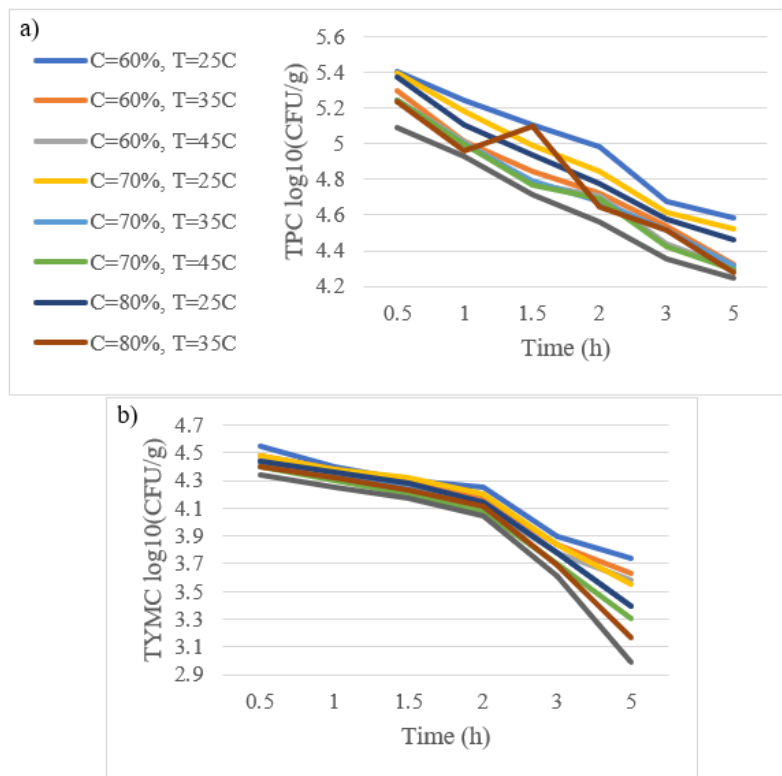 a)
C=60%, T=25C
C=60%, T=35C
C=60%, T=45C
C=70%, T=25C
C=70%, T=35C
C=70%, T=45C
C=80%, T=25C
C=80%, T=35C
TPC log10(CFU/g)
5.6
5.4
5.2
5
4.8
4.6
4.4
4.2
0.5 1 1.5 2 3 5
Time (h)
b)
TYMC log10(CFU/g)
4.7
4.5
4.3
4.1
3.9
3.7
3.5
3.3
3.1
2.9
0.5 1 1.5 2 3 5
Time (h)